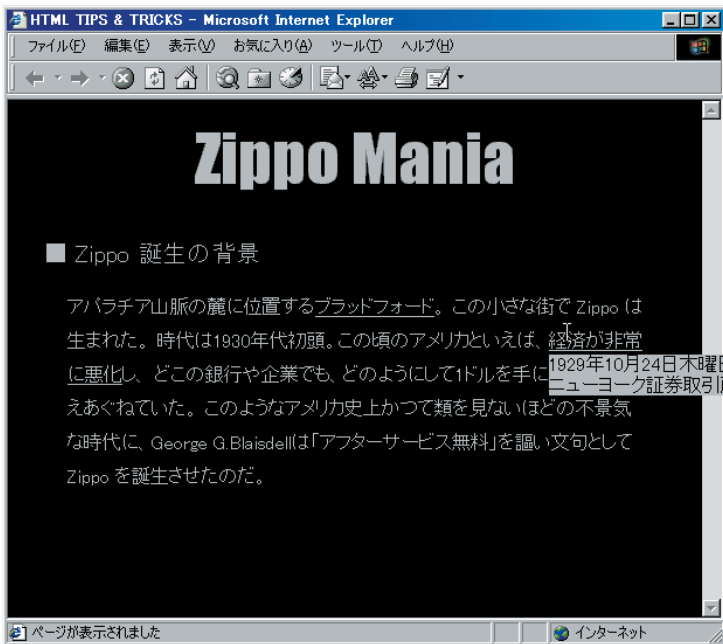 HTML TIPS & TRICKS - Microsoft Internet Explorer
ファイル(F) 編集(E) 表示(V) お気に入り(A) ツール(T) ヘルプ(H)
Zippo Mania
■ Zippo 誕生の背景
アパラチア山脈の麓に位置するブラッドフォード。この小さな街で Zippo は
生まれた。時代は1930年代初頭。この頃のアメリカといえば、経済が非常
に悪化し、どこの銀行や企業でも、どのようにして1ドルを手に
1929年10月24日木曜日
ニューヨーク証券取引
えあぐねていた。このようなアメリカ史上かつて類を見ないほどの不景気
な時代に、George G.Blaisdellは「アフターサービス無料」を謳い文句として
Zippo を誕生させたのだ。
ページが表示されました
インターネット